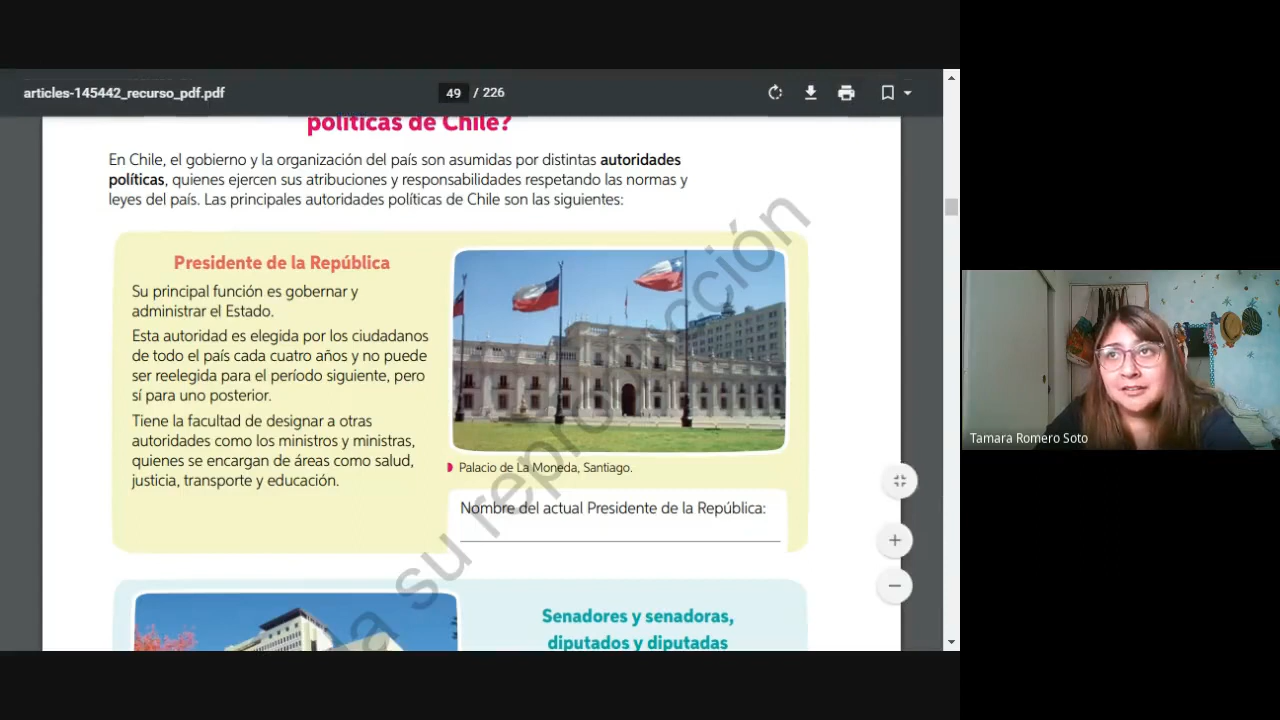 articles-145442_recurso_pdf.pdf
49 / 226
políticas de Chile?
En Chile, el gobierno y la organización del país son asumidas por distintas autoridades
políticas, quienes ejercen sus atribuciones y responsabilidades respetando las normas y
leyes del país. Las principales autoridades políticas de Chile son las siguientes:
Presidente de la República
Su principal función es gobernar y
administrar el Estado.
Esta autoridad es elegida por los ciudadanos
de todo el país cada cuatro años y no puede
ser reelegida para el período siguiente, pero
sí para uno posterior.
Tiene la facultad de designar a otras
autoridades como los ministros y ministras,
quienes se encargan de áreas como salud,
justicia, transporte y educación.
Palacio de La Moneda, Santiago.
Nombre del actual Presidente de la República:
Senadores y senadoras,
diputados y diputadas
su reproducción
Tamara Romero Soto